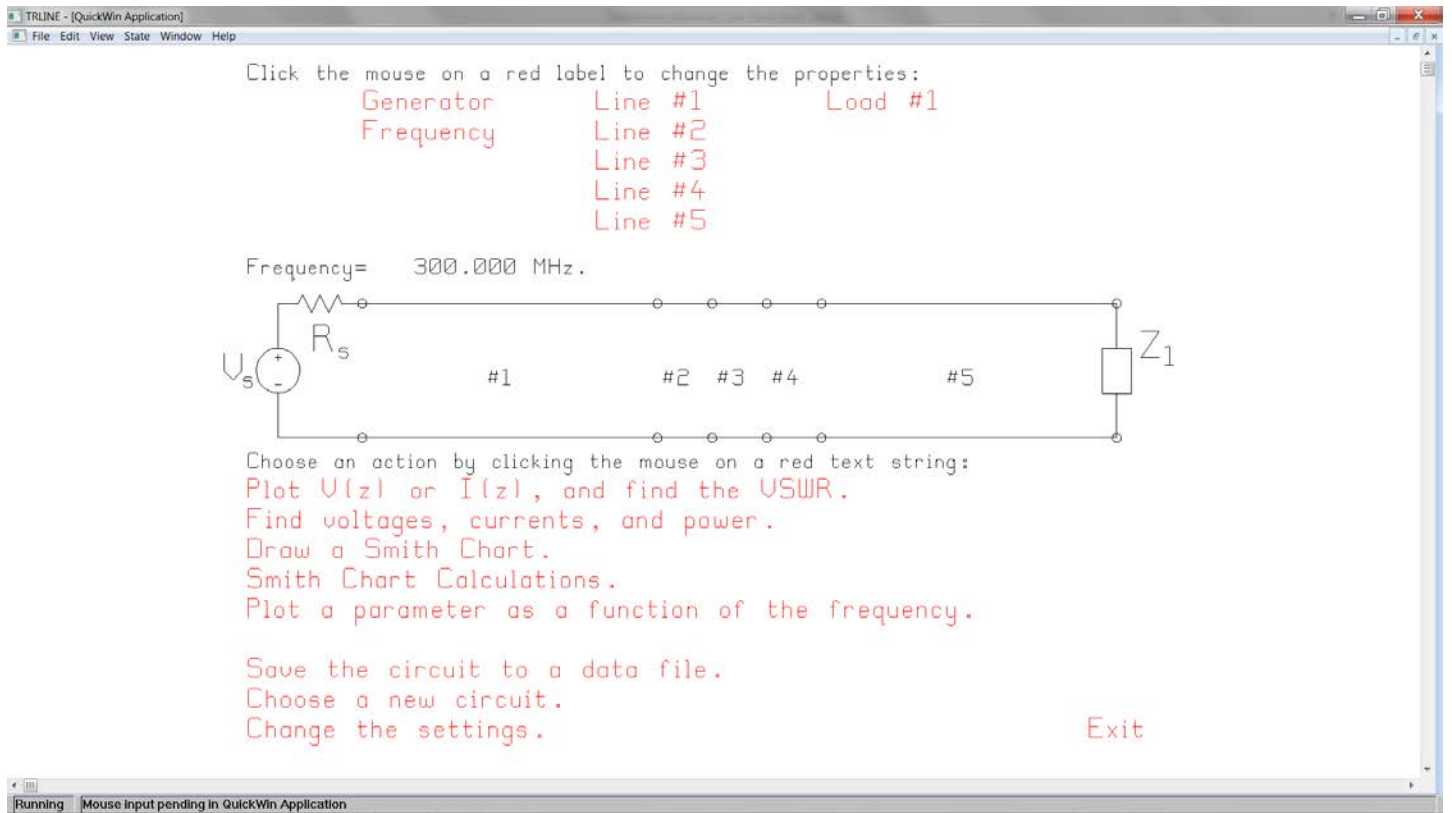 TRLINE - [QuickWin Application]
File Edit View State Window Help
Click the mouse on a red label to change the properties:
Generator Line #1 Load #1
Frequency Line #2
Line #3
Line #4
Line #5
Frequency= 300.000 MHz.
Rs
Vs
+
-
#1 #2 #3 #4 #5
Z1
Choose an action by clicking the mouse on a red text string:
Plot V(z) or I(z), and find the VSWR.
Find voltages, currents, and power.
Draw a Smith Chart.
Smith Chart Calculations.
Plot a parameter as a function of the frequency.
Save the circuit to a data file.
Choose a new circuit.
Change the settings. Exit
Running Mouse input pending in QuickWin Application